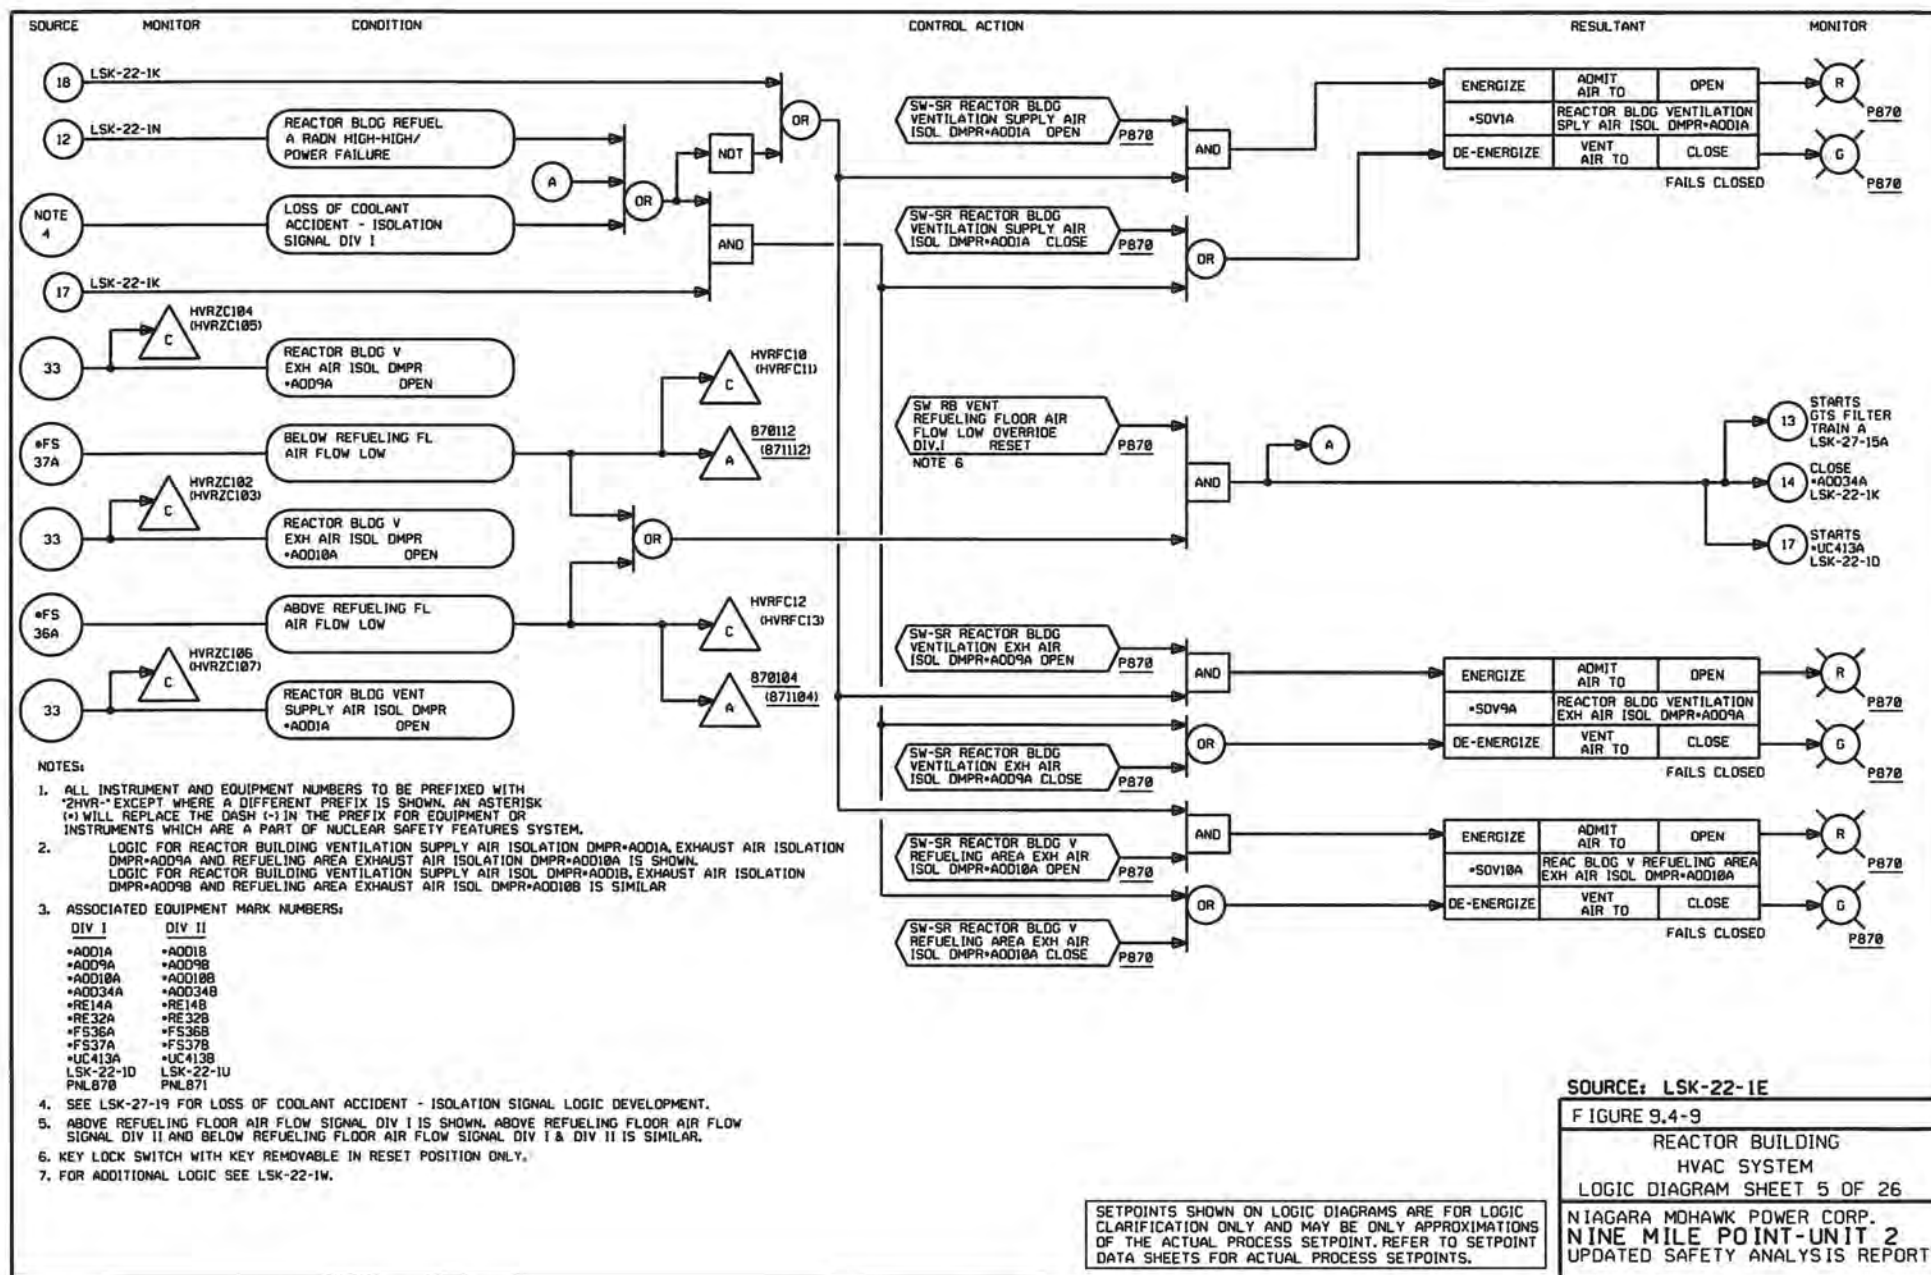 SOURCE MONITOR CONDITION CONTROL ACTION RESULTANT MONITOR
18 LSK-22-1K
12 LSK-22-1N
REACTOR BLDG REFUEL
A RADN HIGH-HIGH/
POWER FAILURE
A
NOTE
4
LOSS OF COOLANT
ACCIDENT - ISOLATION
SIGNAL DIV I
17 LSK-22-1K
OR
NOT
AND
OR
HVRZC104
(HVRZC105)
C
33
REACTOR BLDG V
EXH AIR ISOL DMPR
*AOD9A OPEN
HVRFC10
(HVRFC11)
C
*FS
37A
BELOW REFUELING FL
AIR FLOW LOW
870112
(871112)
A
HVRZC102
(HVRZC103)
C
33
REACTOR BLDG V
EXH AIR ISOL DMPR
*AOD10A OPEN
OR
*FS
36A
ABOVE REFUELING FL
AIR FLOW LOW
HVRFC12
(HVRFC13)
C
HVRZC106
(HVRZC107)
C
870104
(871104)
A
33
REACTOR BLDG VENT
SUPPLY AIR ISOL DMPR
*AOD1A OPEN
SW-SR REACTOR BLDG
VENTILATION SUPPLY AIR
ISOL DMPR*AOD1A OPEN
P870
AND
SW-SR REACTOR BLDG
VENTILATION SUPPLY AIR
ISOL DMPR*AOD1A CLOSE
P870
OR
ENERGIZE ADMIT AIR TO OPEN
*SOV1A REACTOR BLDG VENTILATION
SPLY AIR ISOL DMPR*AOD1A
DE-ENERGIZE VENT AIR TO CLOSE
FAILS CLOSED
R
P870
G
P870
SW RB VENT
REFUELING FLOOR AIR
FLOW LOW OVERRIDE
DIV.I RESET
P870
NOTE 6
AND
A
13 STARTS
GTS FILTER
TRAIN A
LSK-27-15A
14 CLOSE
*AOD34A
LSK-22-1K
17 STARTS
*UC413A
LSK-22-1D
SW-SR REACTOR BLDG
VENTILATION EXH AIR
ISOL DMPR*AOD9A OPEN
P870
AND
SW-SR REACTOR BLDG
VENTILATION EXH AIR
ISOL DMPR*AOD9A CLOSE
P870
OR
ENERGIZE ADMIT AIR TO OPEN
*SOV9A REACTOR BLDG VENTILATION
EXH AIR ISOL DMPR*AOD9A
DE-ENERGIZE VENT AIR TO CLOSE
FAILS CLOSED
R
P870
G
P870
SW-SR REACTOR BLDG V
REFUELING AREA EXH AIR
ISOL DMPR*AOD10A OPEN
P870
AND
SW-SR REACTOR BLDG V
REFUELING AREA EXH AIR
ISOL DMPR*AOD10A CLOSE
P870
OR
ENERGIZE ADMIT AIR TO OPEN
*SOV10A REAC BLDG V REFUELING AREA
EXH AIR ISOL DMPR*AOD10A
DE-ENERGIZE VENT AIR TO CLOSE
FAILS CLOSED
R
P870
G
P870
NOTES:
1. ALL INSTRUMENT AND EQUIPMENT NUMBERS TO BE PREFIXED WITH
"2HVR-" EXCEPT WHERE A DIFFERENT PREFIX IS SHOWN. AN ASTERISK
(*) WILL REPLACE THE DASH (-) IN THE PREFIX FOR EQUIPMENT OR
INSTRUMENTS WHICH ARE A PART OF NUCLEAR SAFETY FEATURES SYSTEM.
2. LOGIC FOR REACTOR BUILDING VENTILATION SUPPLY AIR ISOLATION DMPR*AOD1A, EXHAUST AIR ISOLATION
DMPR*AOD9A AND REFUELING AREA EXHAUST AIR ISOLATION DMPR*AOD10A IS SHOWN.
LOGIC FOR REACTOR BUILDING VENTILATION SUPPLY AIR ISOL DMPR*AOD1B, EXHAUST AIR ISOLATION
DMPR*AOD9B AND REFUELING AREA EXHAUST AIR ISOL DMPR*AOD10B IS SIMILAR
3. ASSOCIATED EQUIPMENT MARK NUMBERS:
DIV I DIV II
*AOD1A *AOD1B
*AOD9A *AOD9B
*AOD10A *AOD10B
*AOD34A *AOD34B
*RE14A *RE14B
*RE32A *RE32B
*FS36A *FS36B
*FS37A *FS37B
*UC413A *UC413B
LSK-22-1D LSK-22-1U
PNL870 PNL871
4. SEE LSK-27-19 FOR LOSS OF COOLANT ACCIDENT - ISOLATION SIGNAL LOGIC DEVELOPMENT.
5. ABOVE REFUELING FLOOR AIR FLOW SIGNAL DIV I IS SHOWN. ABOVE REFUELING FLOOR AIR FLOW
SIGNAL DIV II AND BELOW REFUELING FLOOR AIR FLOW SIGNAL DIV I & DIV II IS SIMILAR.
6. KEY LOCK SWITCH WITH KEY REMOVABLE IN RESET POSITION ONLY.
7. FOR ADDITIONAL LOGIC SEE LSK-22-1W.
SETPOINTS SHOWN ON LOGIC DIAGRAMS ARE FOR LOGIC
CLARIFICATION ONLY AND MAY BE ONLY APPROXIMATIONS
OF THE ACTUAL PROCESS SETPOINT. REFER TO SETPOINT
DATA SHEETS FOR ACTUAL PROCESS SETPOINTS.
SOURCE: LSK-22-1E
FIGURE 9.4-9
REACTOR BUILDING
HVAC SYSTEM
LOGIC DIAGRAM SHEET 5 OF 26
NIAGARA MOHAWK POWER CORP.
NINE MILE POINT-UNIT 2
UPDATED SAFETY ANALYSIS REPORT